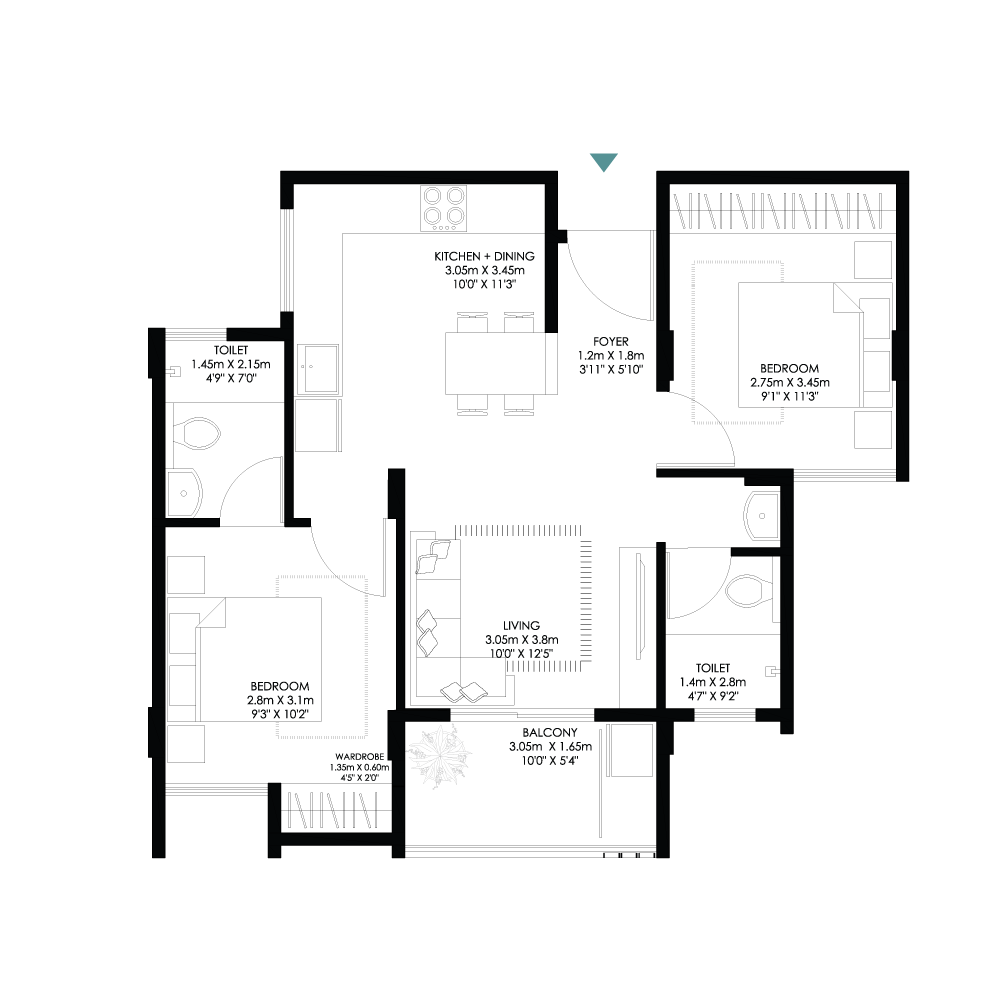 KITCHEN + DINING
3.05m X 3.45m
10'0" X 11'3"
FOYER
1.2m X 1.8m
3'11" X 5'10"
TOILET
1.45m X 2.15m
4'9" X 7'0"
BEDROOM
2.75m X 3.45m
9'1" X 11'3"
LIVING
3.05m X 3.8m
10'0" X 12'5"
TOILET
1.4m X 2.8m
4'7" X 9'2"
BEDROOM
2.8m X 3.1m
9'3" X 10'2"
BALCONY
3.05m X 1.65m
10'0" X 5'4"
WARDROBE
1.35m X 0.60m
4'5" X 2'0"